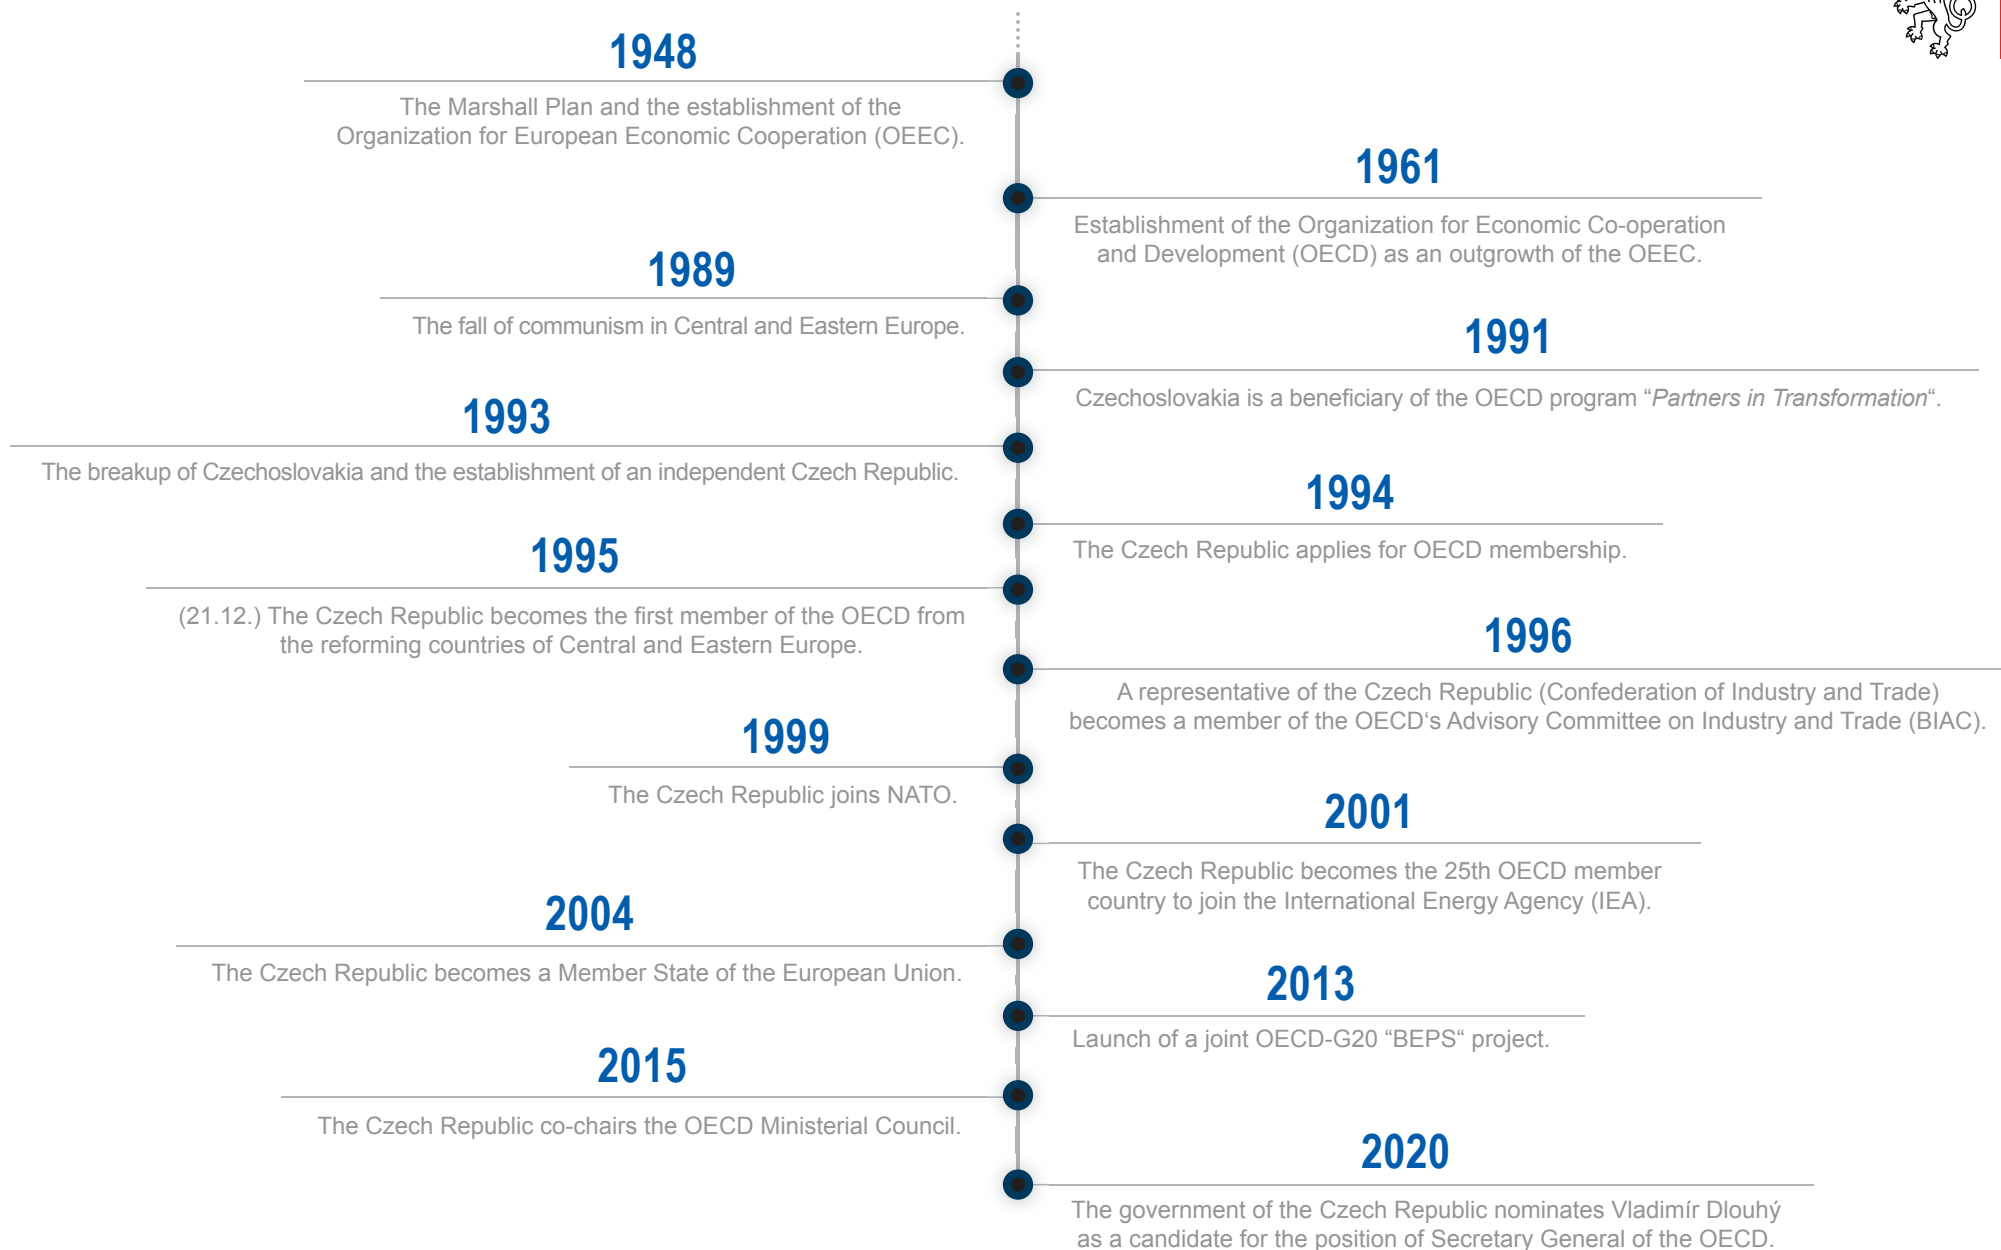 1948
The Marshall Plan and the establishment of the
Organization for European Economic Cooperation (OEEC).
1961
Establishment of the Organization for Economic Co-operation
and Development (OECD) as an outgrowth of the OEEC.
1989
The fall of communism in Central and Eastern Europe.
1991
Czechoslovakia is a beneficiary of the OECD program “Partners in Transformation“.
1993
The breakup of Czechoslovakia and the establishment of an independent Czech Republic.
1994
The Czech Republic applies for OECD membership.
1995
(21.12.) The Czech Republic becomes the first member of the OECD from
the reforming countries of Central and Eastern Europe.
1996
A representative of the Czech Republic (Confederation of Industry and Trade)
becomes a member of the OECD‘s Advisory Committee on Industry and Trade (BIAC).
1999
The Czech Republic joins NATO.
2001
The Czech Republic becomes the 25th OECD member
country to join the International Energy Agency (IEA).
2004
The Czech Republic becomes a Member State of the European Union.
2013
Launch of a joint OECD-G20 “BEPS“ project.
2015
The Czech Republic co-chairs the OECD Ministerial Council.
2020
The government of the Czech Republic nominates Vladimír Dlouhý
as a candidate for the position of Secretary General of the OECD.